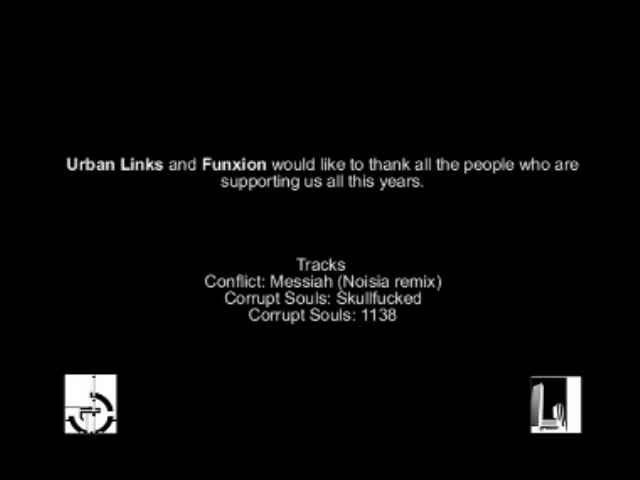 Urban Links and Funxion would like to thank all the people who are
supporting us all this years.
Tracks
Conflict: Messiah (Noisia remix)
Corrupt Souls: Skullfucked
Corrupt Souls: 1138